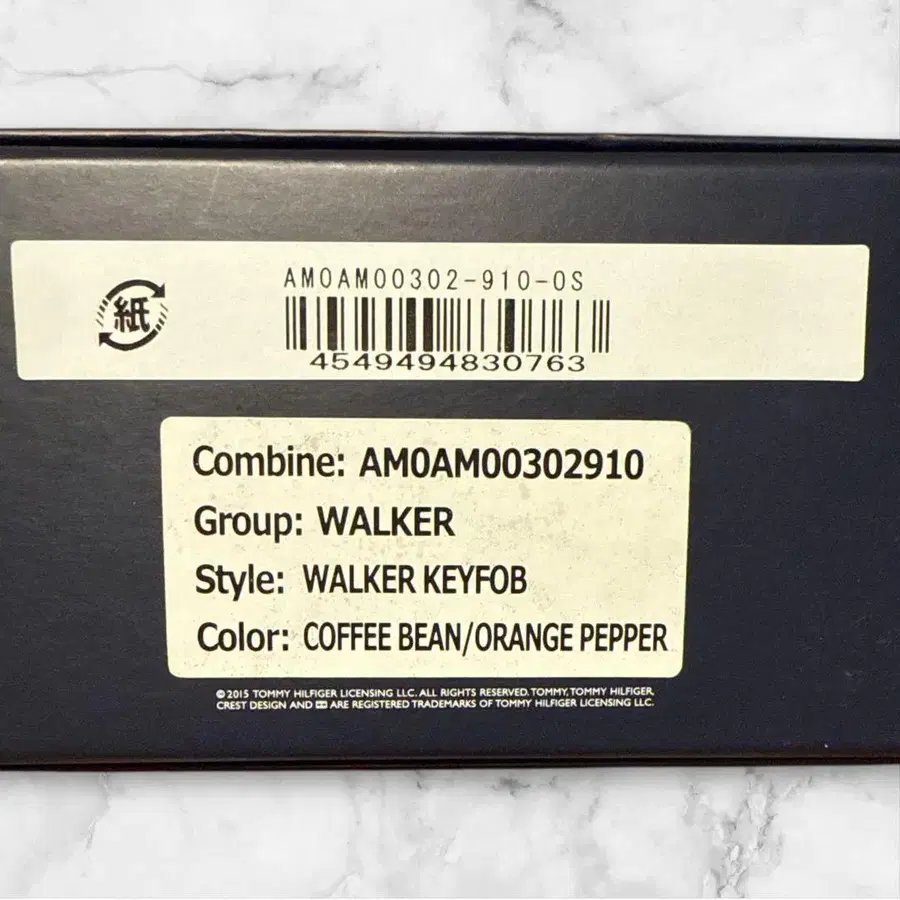 AM0AM00302-910-0S
紙
4549494830763
Combine: AM0AM00302910
Group: WALKER
Style: WALKER KEYFOB
Color: COFFEE BEAN/ORANGE PEPPER
© 2015 TOMMY HILFIGER LICENSING LLC. ALL RIGHTS RESERVED. TOMMY, TOMMY HILFIGER,
CREST DESIGN AND ARE REGISTERED TRADEMARKS OF TOMMY HILFIGER LICENSING LLC.